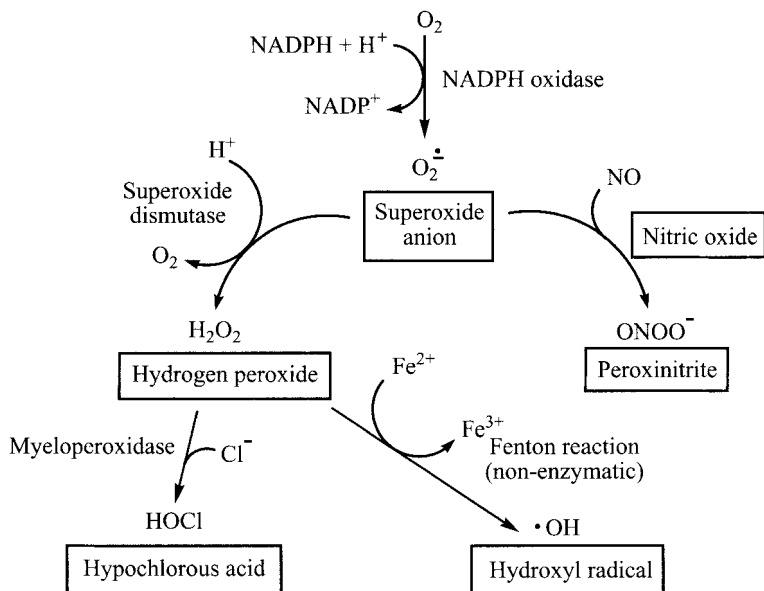 O₂
NADPH + H⁺
NADPH oxidase
NADP⁺
O₂•−
H⁺
NO
Superoxide
dismutase
Superoxide
anion
Nitric oxide
O₂
H₂O₂
ONOO⁻
Hydrogen peroxide
Peroxinitrite
Fe²⁺
Fe³⁺
Fenton reaction
(non-enzymatic)
Myeloperoxidase
Cl⁻
HOCl
•OH
Hypochlorous acid
Hydroxyl radical